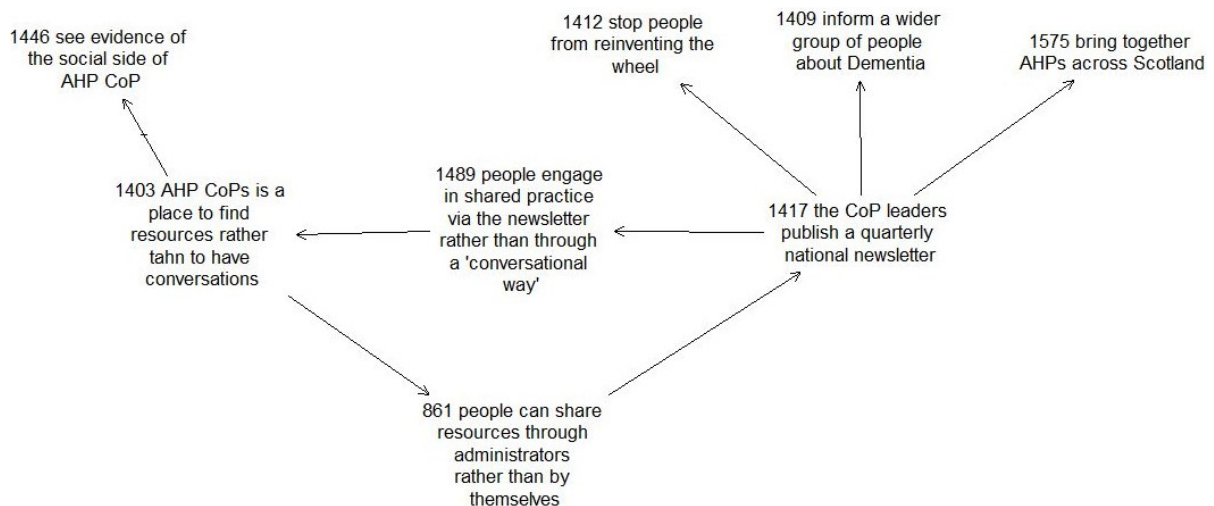 1446 see evidence of
the social side of
AHP CoP
1412 stop people
from reinventing the
wheel
1409 inform a wider
group of people
about Dementia
1575 bring together
AHPs across Scotland
1403 AHP CoPs is a
place to find
resources rather
tahn to have
conversations
1489 people engage
in shared practice
via the newsletter
rather than through
a 'conversational
way'
1417 the CoP leaders
publish a quarterly
national newsletter
861 people can share
resources through
administrators
rather than by
themselves